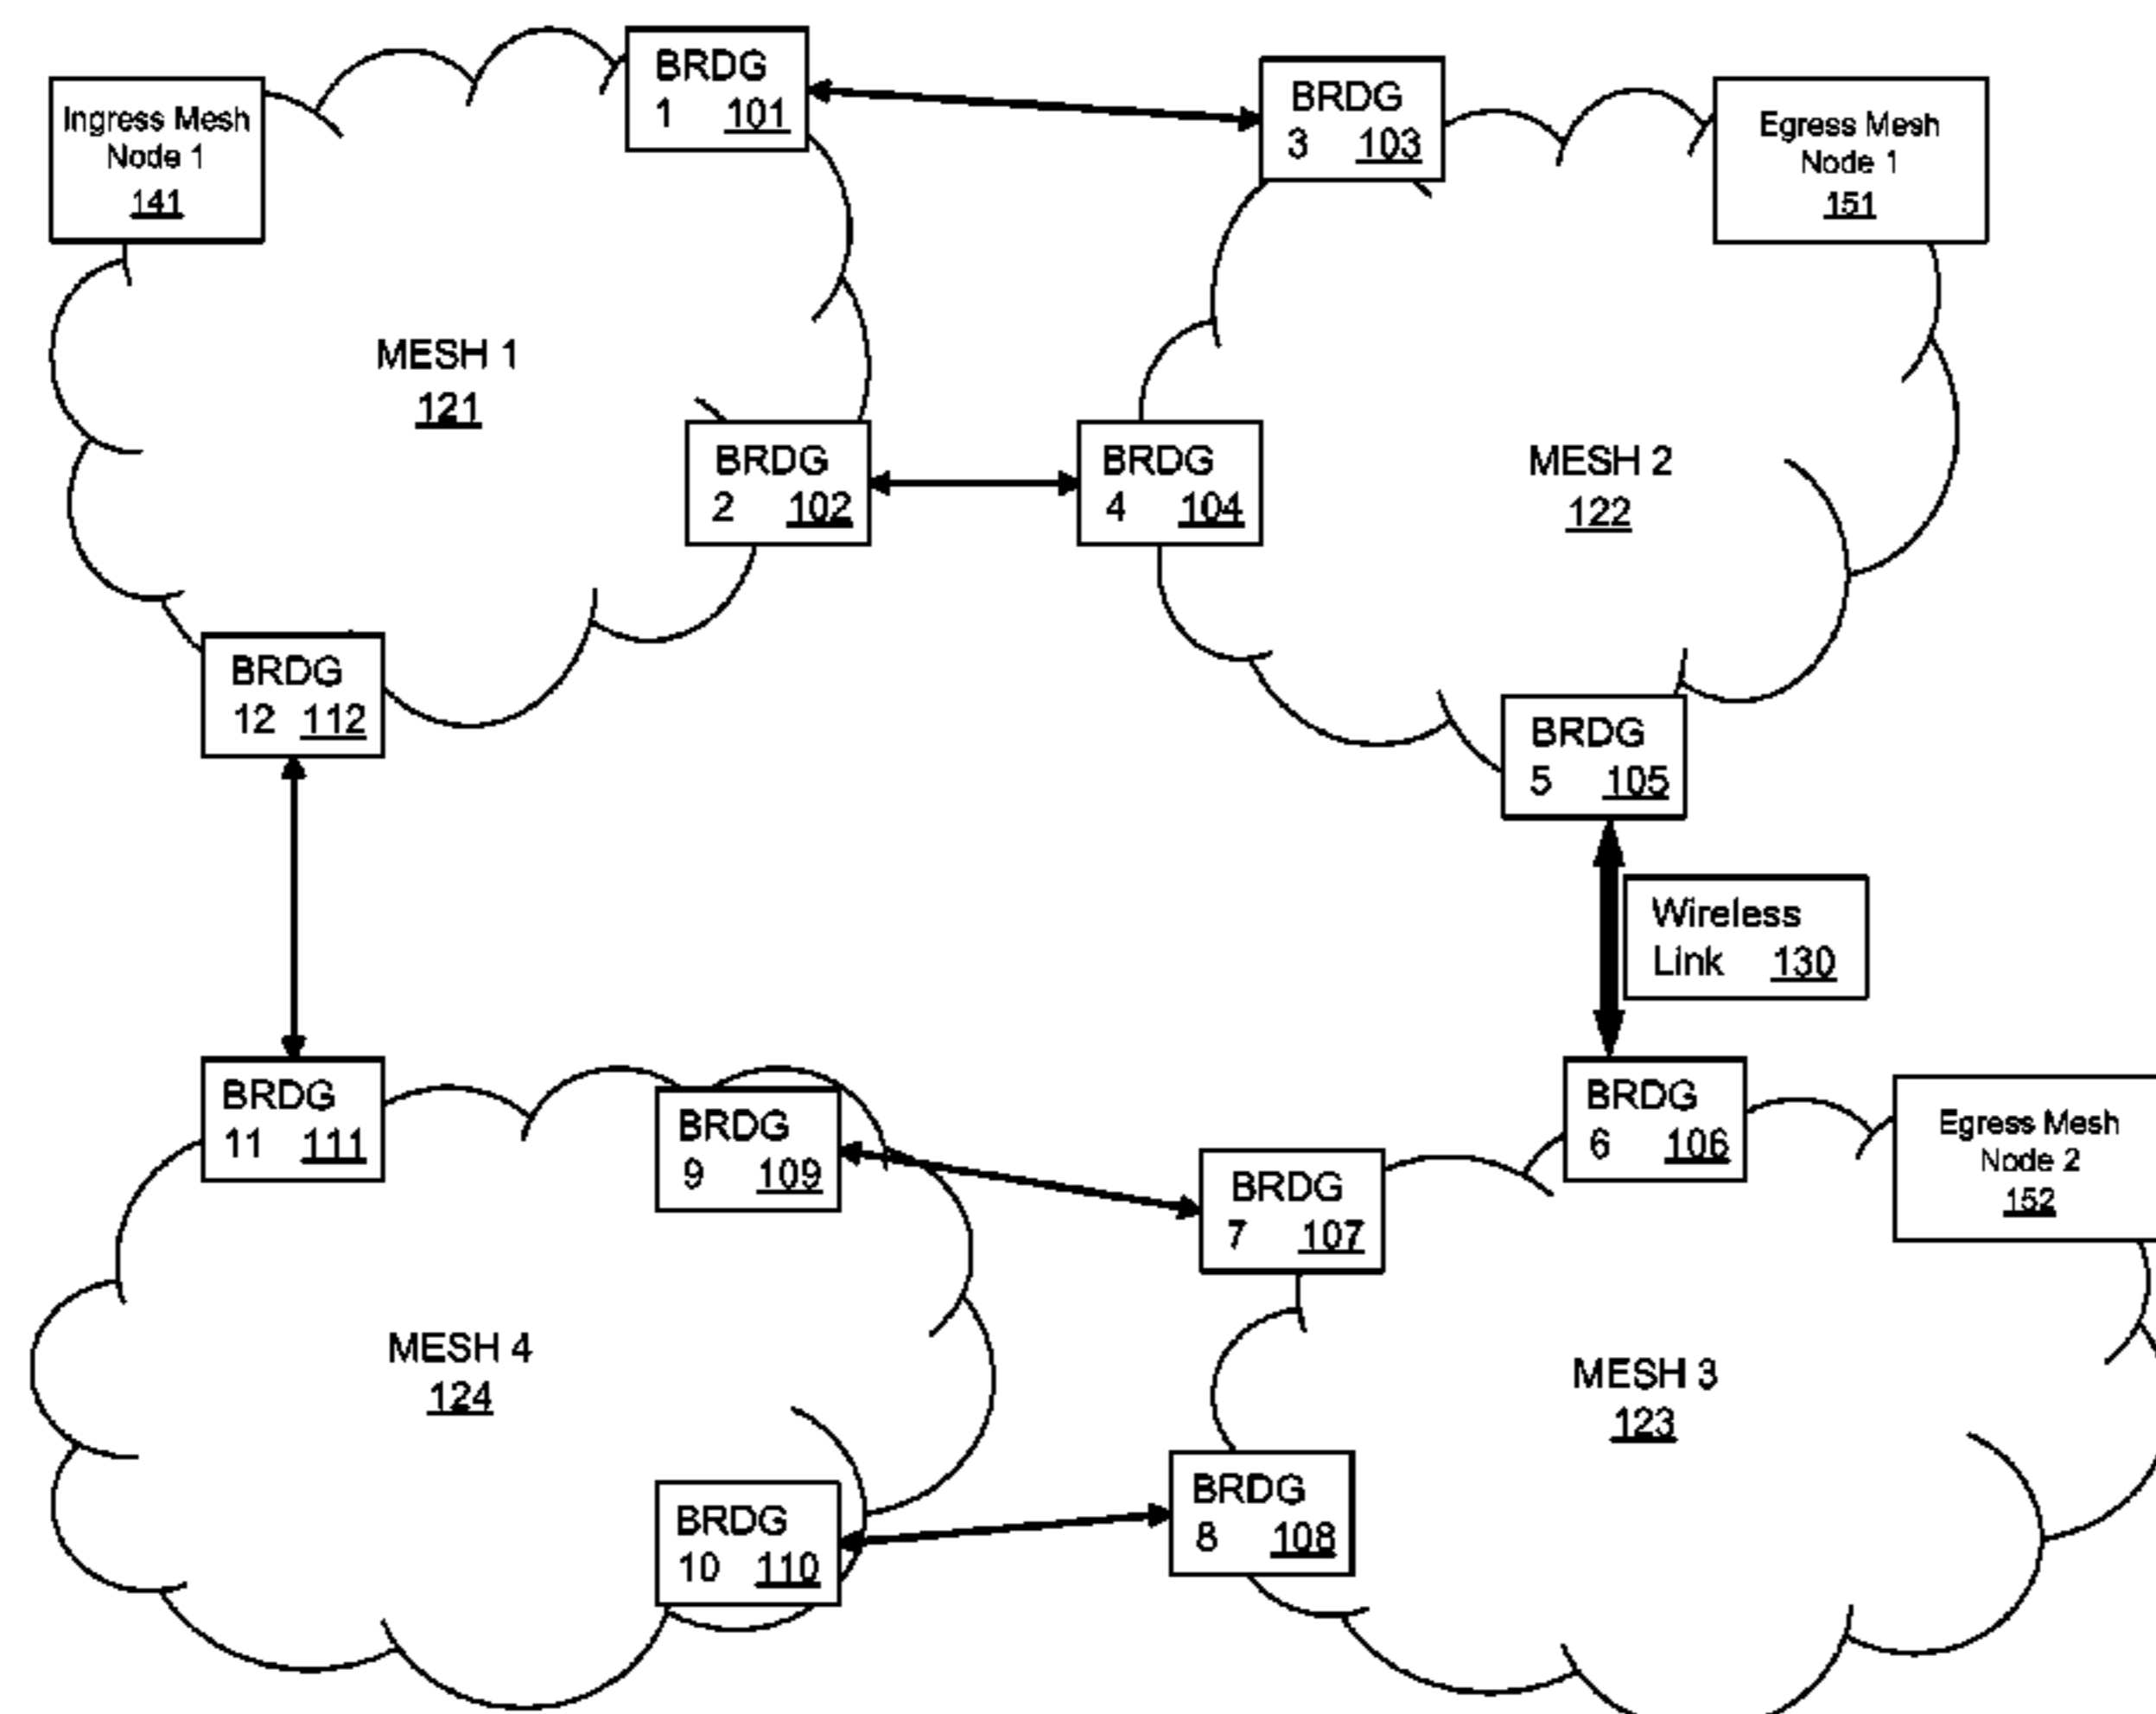 BRDG
1 101
Ingress Mesh
Node 1
141
BRDG
3 103
Egress Mesh
Node 1
151
MESH 1
121
BRDG
2 102
BRDG
4 104
MESH 2
122
BRDG
12 112
BRDG
5 105
Wireless
Link 130
BRDG
11 111
BRDG
9 109
BRDG
7 107
BRDG
6 106
Egress Mesh
Node 2
152
MESH 4
124
MESH 3
123
BRDG
10 110
BRDG
8 108